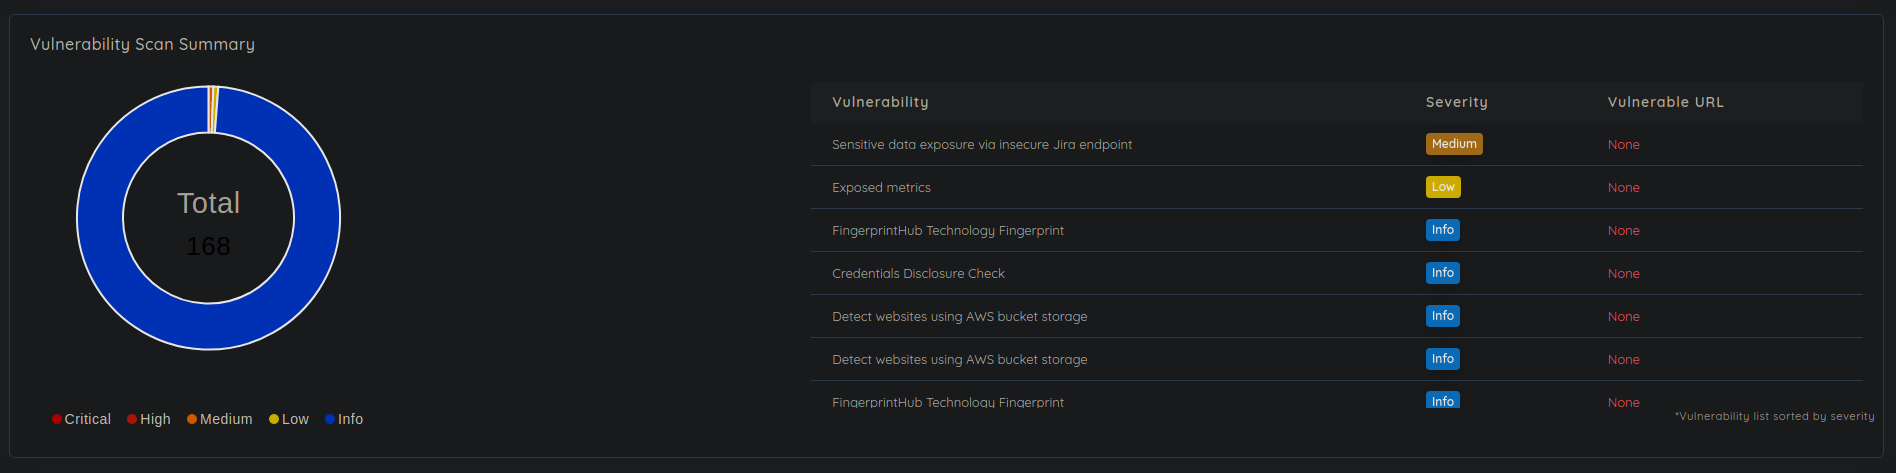 Vulnerability Scan Summary
Total
168
Critical High Medium Low Info
Vulnerability Severity Vulnerable URL
Sensitive data exposure via insecure Jira endpoint Medium None
Exposed metrics Low None
FingerprintHub Technology Fingerprint Info None
Credentials Disclosure Check Info None
Detect websites using AWS bucket storage Info None
Detect websites using AWS bucket storage Info None
FingerprintHub Technology Fingerprint Info None
*Vulnerability list sorted by severity